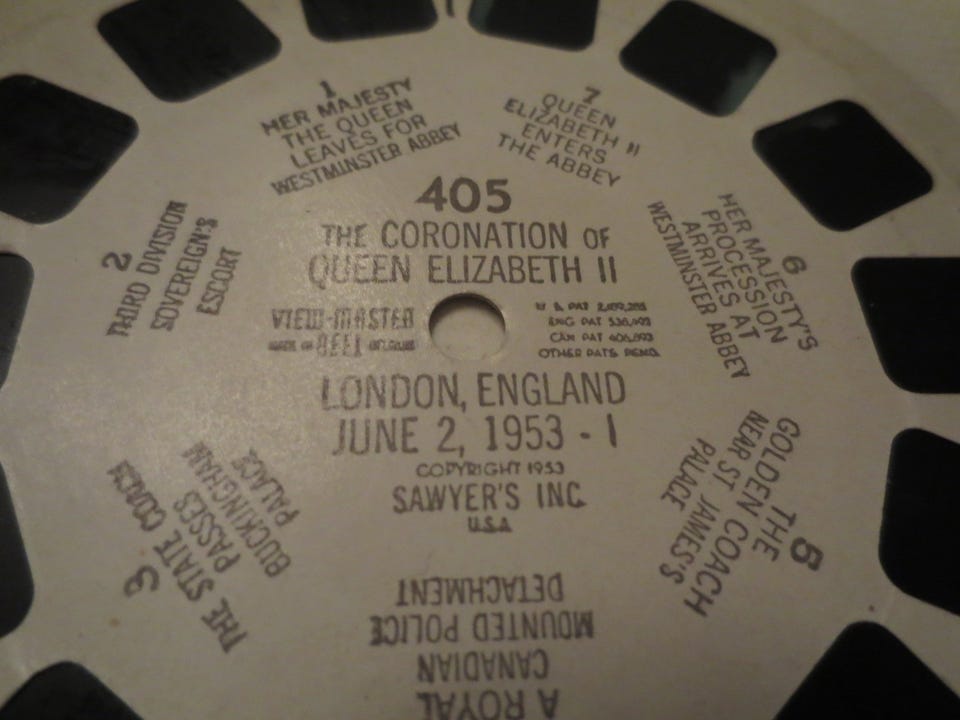 405
THE CORONATION OF
QUEEN ELIZABETH II
VIEW-MASTER
REEL
LONDON, ENGLAND
JUNE 2, 1953 - I
COPYRIGHT 1953
SAWYER'S INC
U.S.A
CAN PAT
OTHER PATS PEND.
1
HER MAJESTY
THE QUEEN
LEAVES FOR
WESTMINSTER ABBEY
2
THIRD DIVISION
SOVEREIGN'S
ESCORT
3
THE STATE COACH
PASSES
BUCKINGHAM
PALACE
A ROYAL
CANADIAN
MOUNTED POLICE
DETACHMENT
5
THE
GOLDEN COACH
NEAR ST JAMES'S
PALACE
6
HER MAJESTY'S
PROCESSION
ARRIVES AT
WESTMINSTER ABBEY
7
QUEEN
ELIZABETH II
ENTERS
THE ABBEY